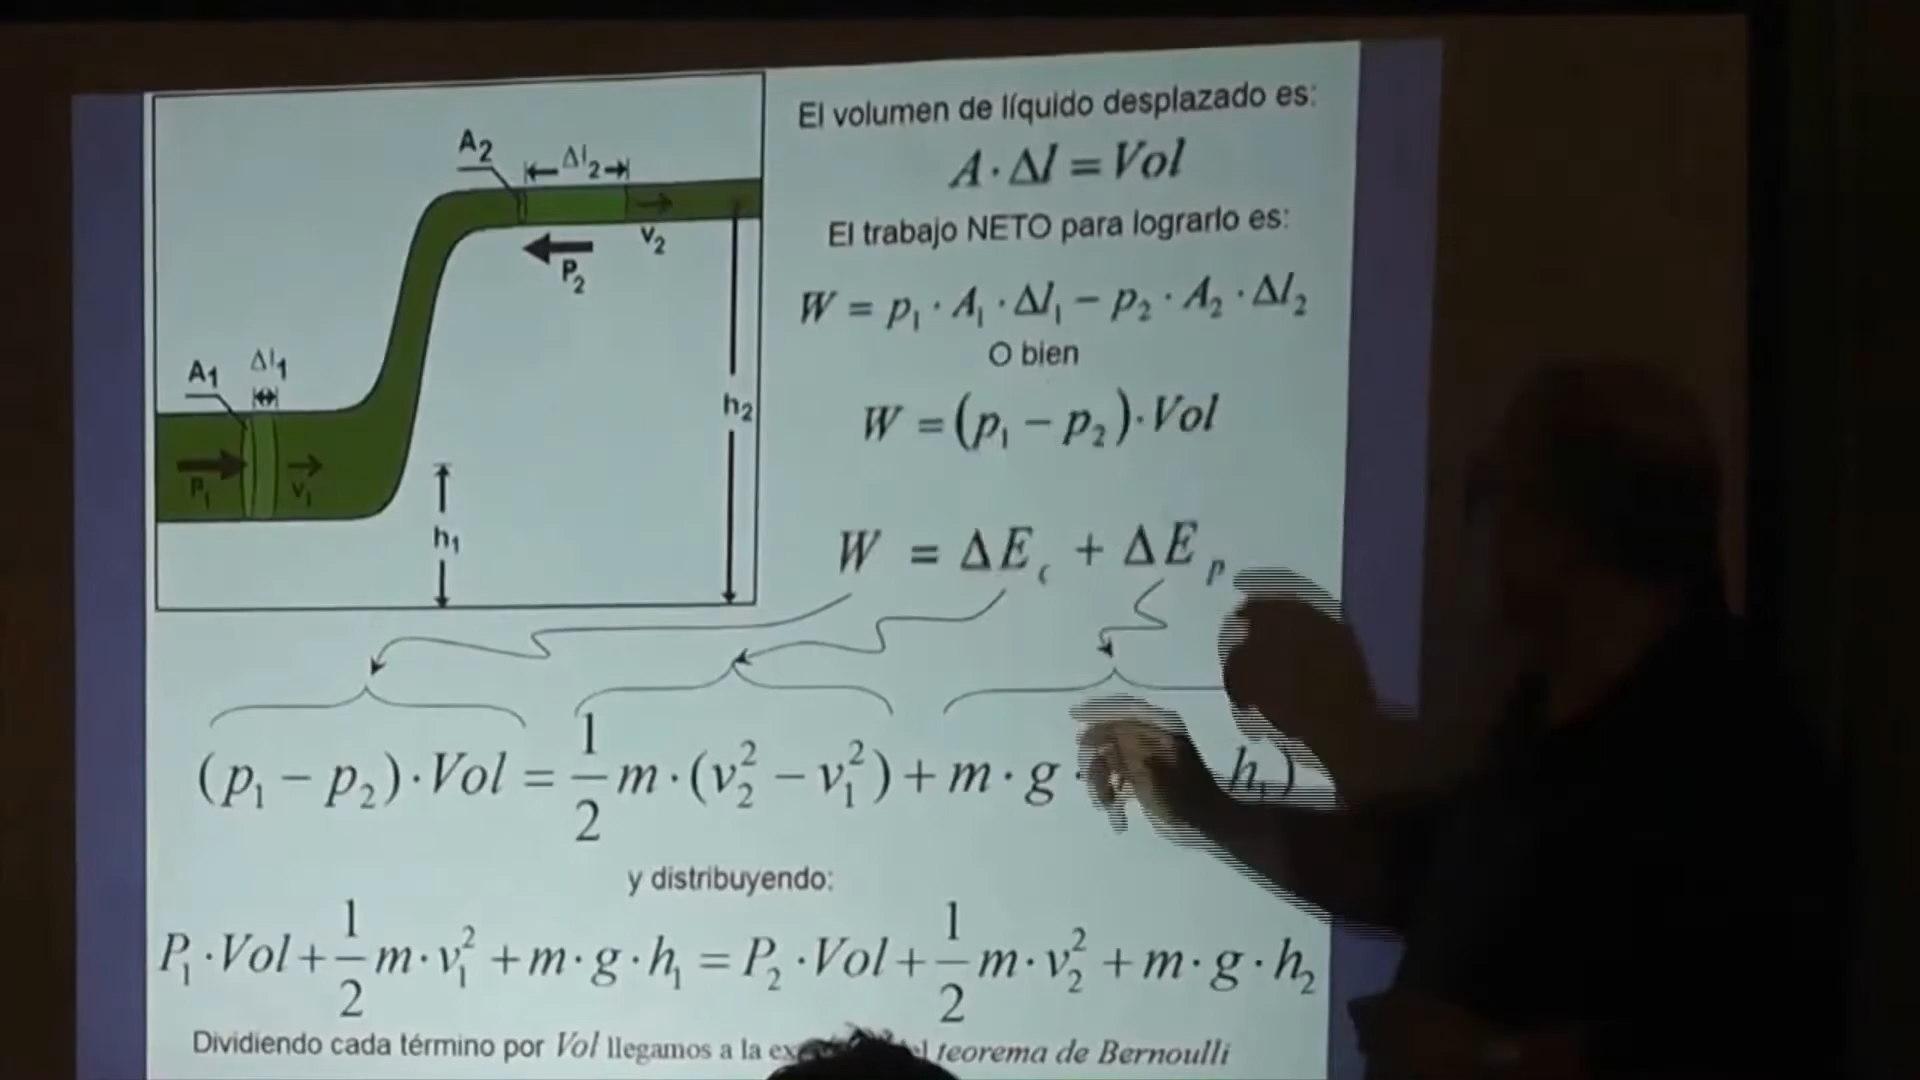 A₂
Δl₂
v₂
P₂
A₁ Δl₁
h₂
P₁ v₁
h₁
El volumen de líquido desplazado es:
A · Δl = Vol
El trabajo NETO para lograrlo es:
W = p₁ · A₁ · Δl₁ − p₂ · A₂ · Δl₂
O bien
W = (p₁ − p₂) · Vol
W = ΔE c + ΔE p
(p₁ − p₂) · Vol = 1/2 m · (v₂² − v₁²) + m · g · h₁)
y distribuyendo:
P₁ · Vol + 1/2 m · v₁² + m · g · h₁ = P₂ · Vol + 1/2 m · v₂² + m · g · h₂
Dividiendo cada término por Vol llegamos a la teorema de Bernoulli